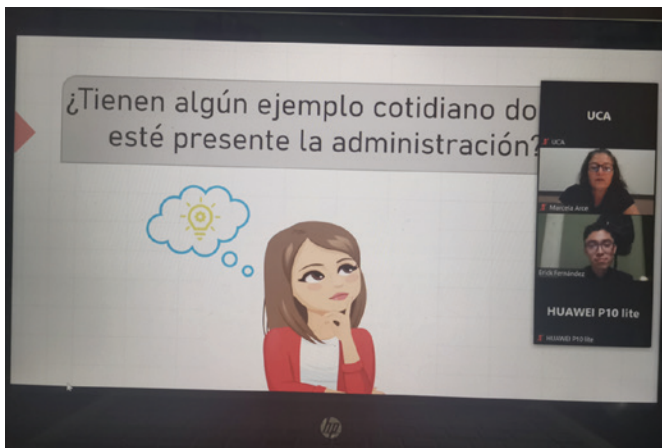 ¿Tienen algún ejemplo cotidiano do
esté presente la administración?
UCA
UCA
Marcela Arce
Erick Fernández
HUAWEI P10 lite
HUAWEI P10 lite
hp